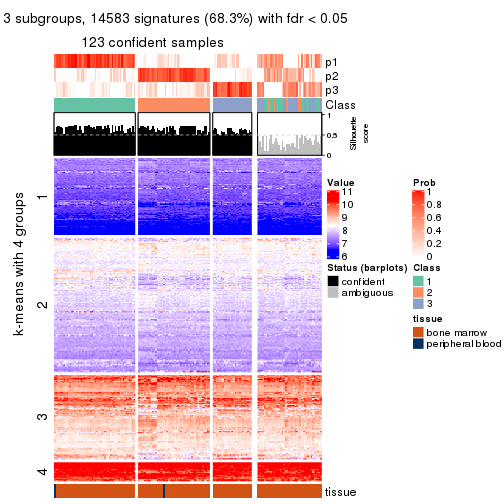 3 subgroups, 14583 signatures (68.3%) with fdr < 0.05
123 confident samples
p1
p2
p3
Class
1
0.5
0
Silhouette
score
k-means with 4 groups
1
2
3
4
tissue
Value
11
10
9
8
7
6
Prob
1
0.8
0.6
0.4
0.2
0
Status (barplots)
confident
ambiguous
Class
1
2
3
tissue
bone marrow
peripheral blood